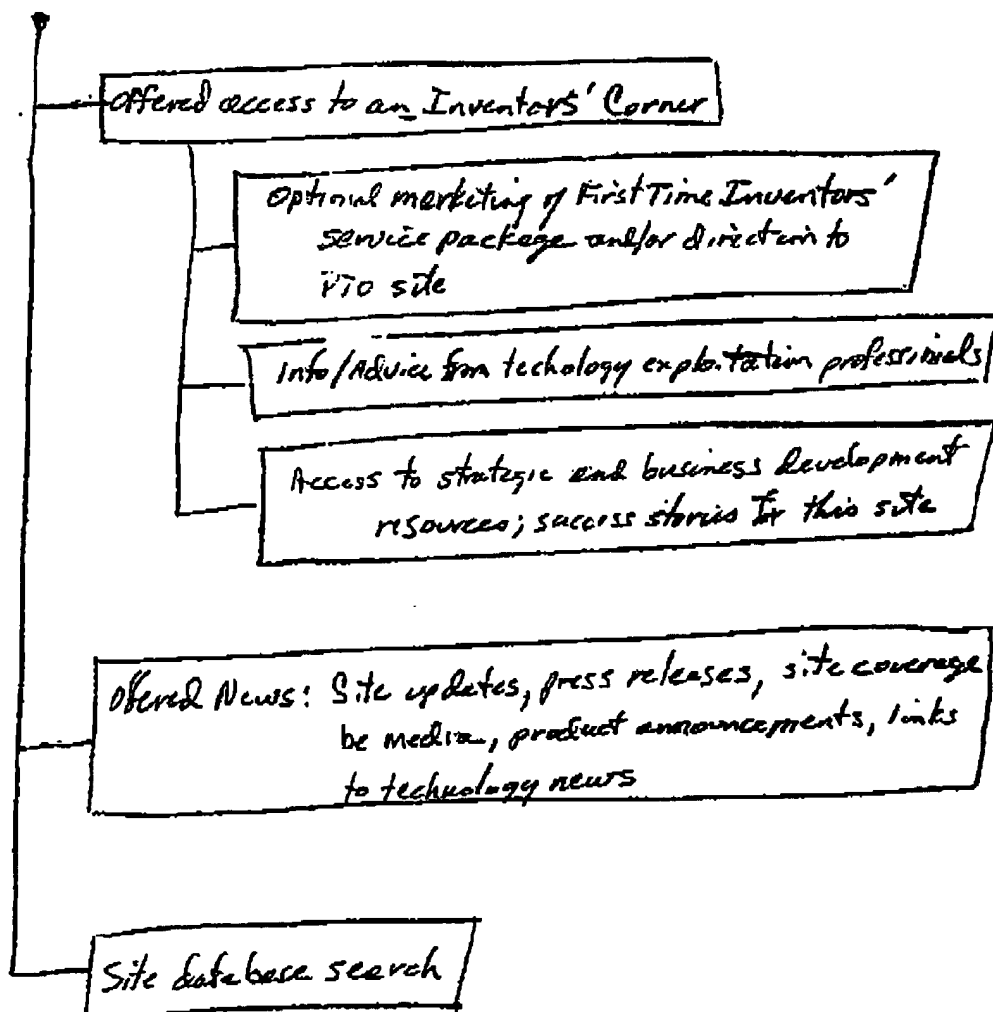 Offered access to an Inventors' Corner
Optional marketing of First Time Inventors'
service package and/or direction to
PTO site
Info/Advice from techology exploitation professionals
Access to strategic and business development
resources; success stories for this site
Offered News: Site updates, press releases, site coverage
be media, product announcements, links
to technology news
Site database search